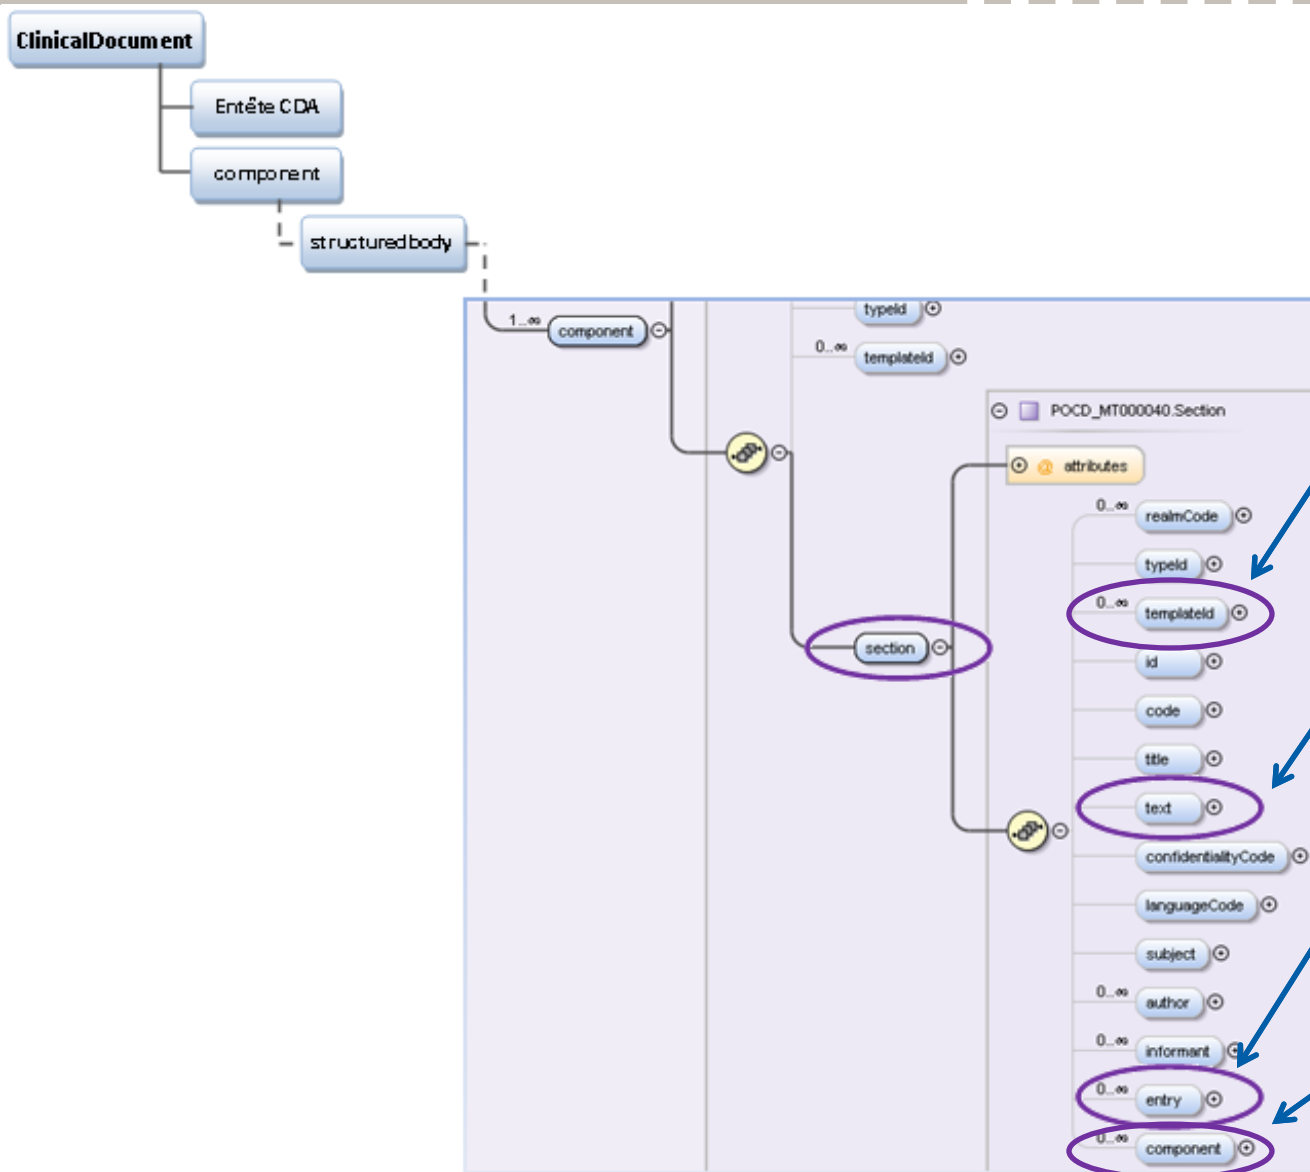 ClinicalDocument
Entête CDA
component
structuredbody
1..∞ component
typeId
0..∞ templateId
POCD_MT000040.Section
@ attributes
0..∞ realmCode
typeId
0..∞ templateId
section
id
code
title
text
confidentialityCode
languageCode
subject
0..∞ author
0..∞ informant
0..∞ entry
0..∞ component